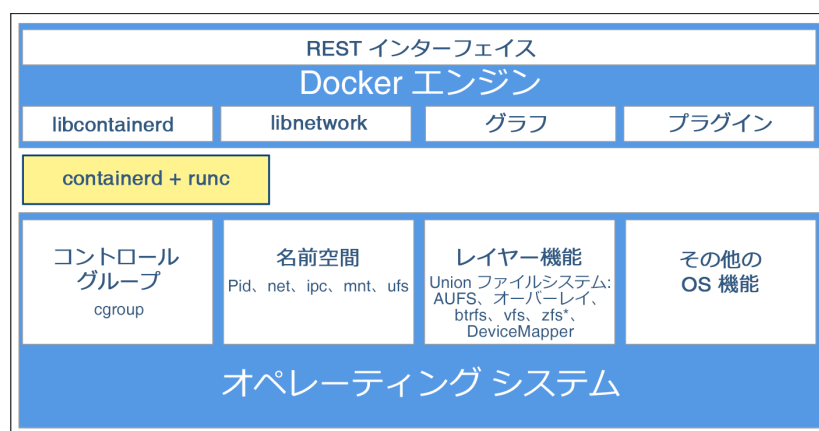 REST インターフェイス
Docker エンジン
libcontainerd
libnetwork
グラフ
プラグイン
containerd + runc
コントロール
グループ
cgroup
名前空間
Pid、net、ipc、mnt、ufs
レイヤー機能
Union ファイルシステム:
AUFS、オーバーレイ、
btrfs、vfs、zfs*、
DeviceMapper
その他の
OS 機能
オペレーティング システム